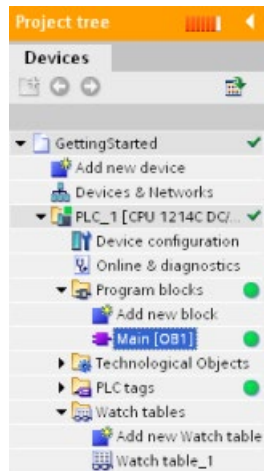 Project tree
Devices
GettingStarted
Add new device
Devices & Networks
PLC_1 [CPU 1214C DC/...
Device configuration
Online & diagnostics
Program blocks
Add new block
Main [OB1]
Technological Objects
PLC tags
Watch tables
Add new Watch table
Watch table_1